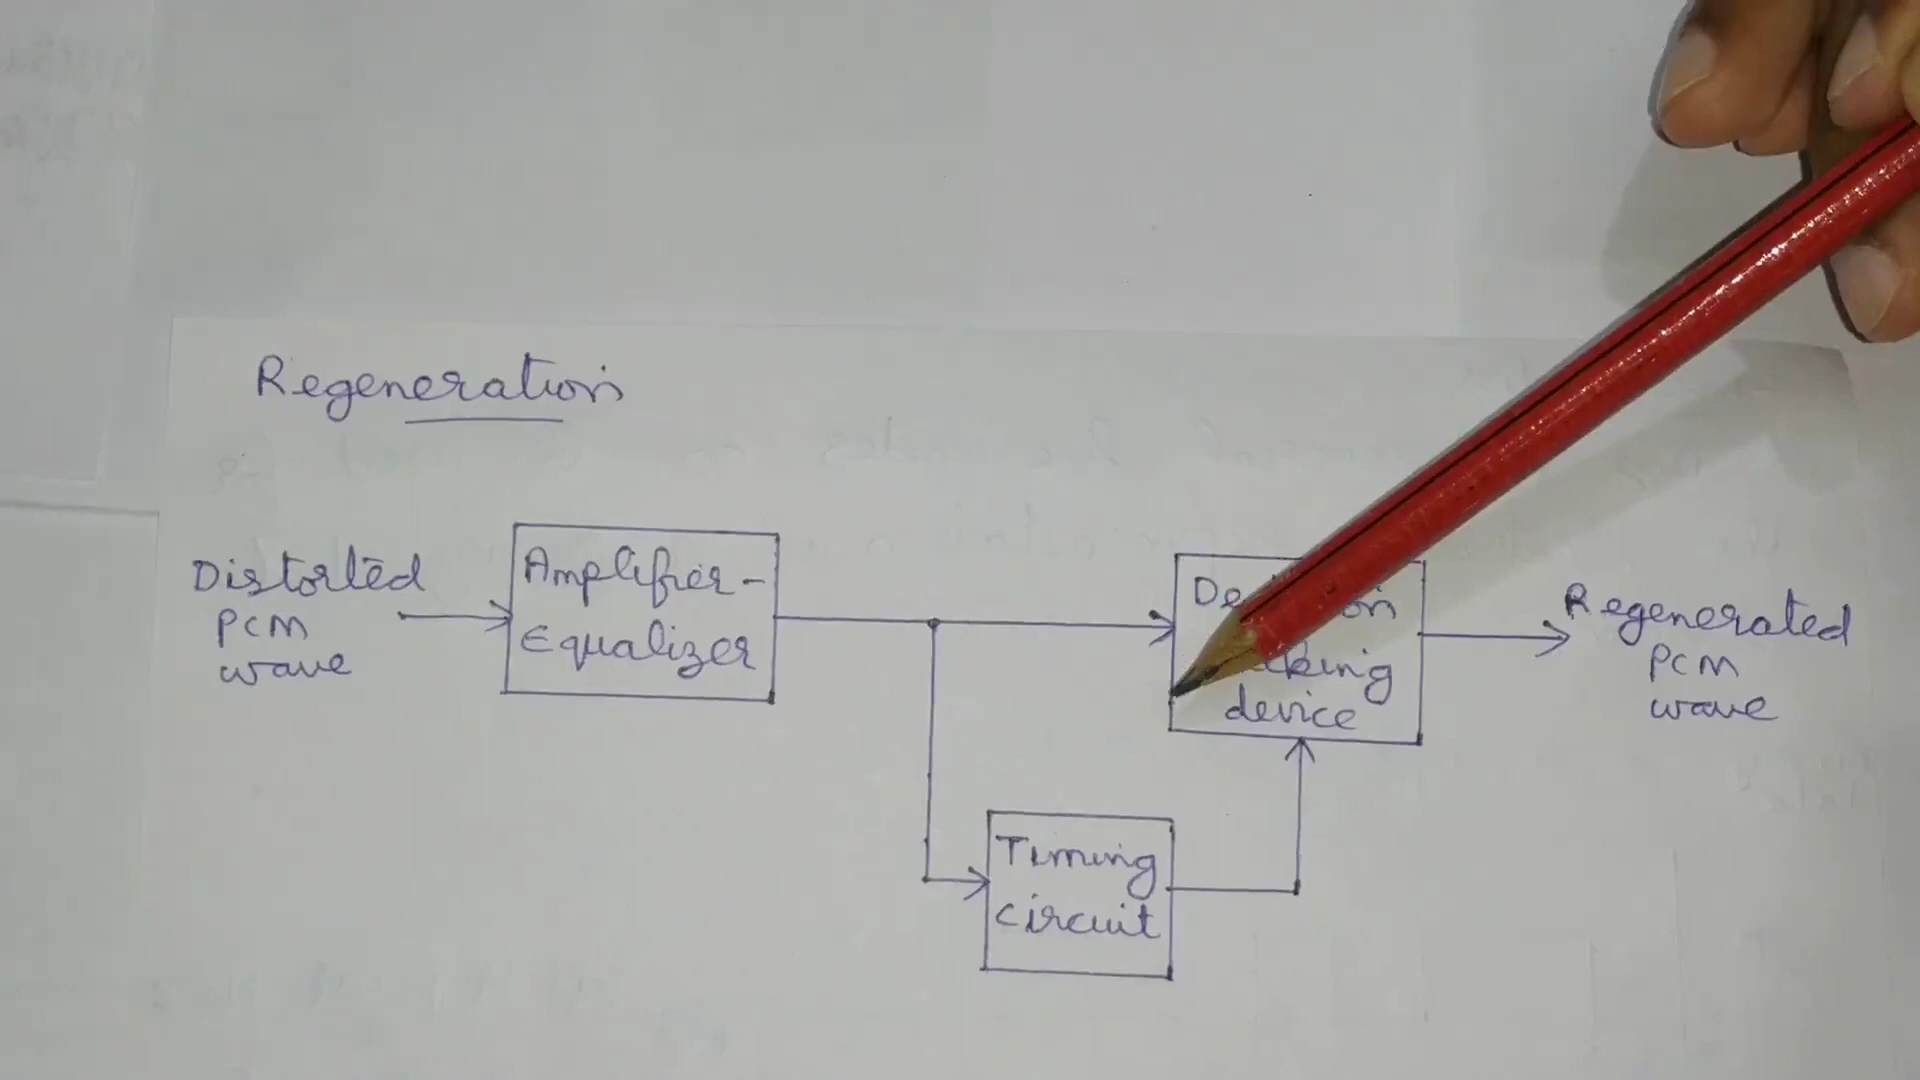 Regeneration
Distorted
PCM
wave
Amplifier-
Equalizer
device
Regenerated
PCM
wave
Timing
circuit